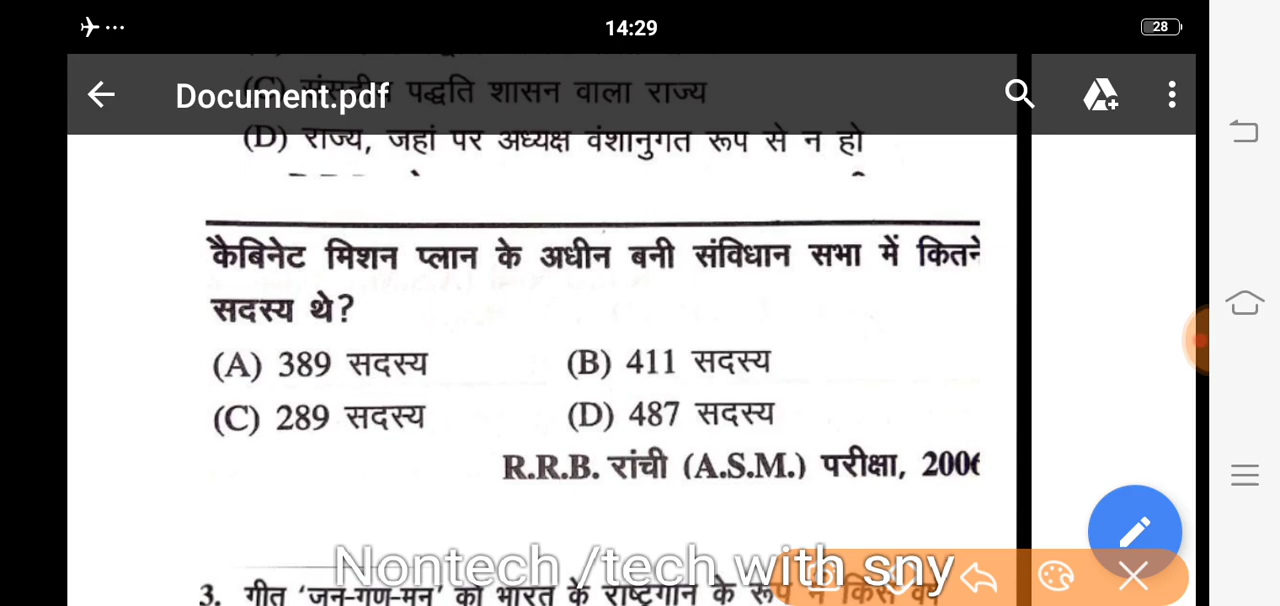 14:29
28
Document.pdf
(C) संसदीय पद्धति शासन वाला राज्य
(D) राज्य, जहां पर अध्यक्ष वंशानुगत रूप से न हो
कैबिनेट मिशन प्लान के अधीन बनी संविधान सभा में कितने
सदस्य थे?
(A) 389 सदस्य (B) 411 सदस्य
(C) 289 सदस्य (D) 487 सदस्य
R.R.B. रांची (A.S.M.) परीक्षा, 2006
Nontech /tech with sny
3. गीत 'जन-गण-मन' को भारत के राष्ट्रगान के रूप में किस